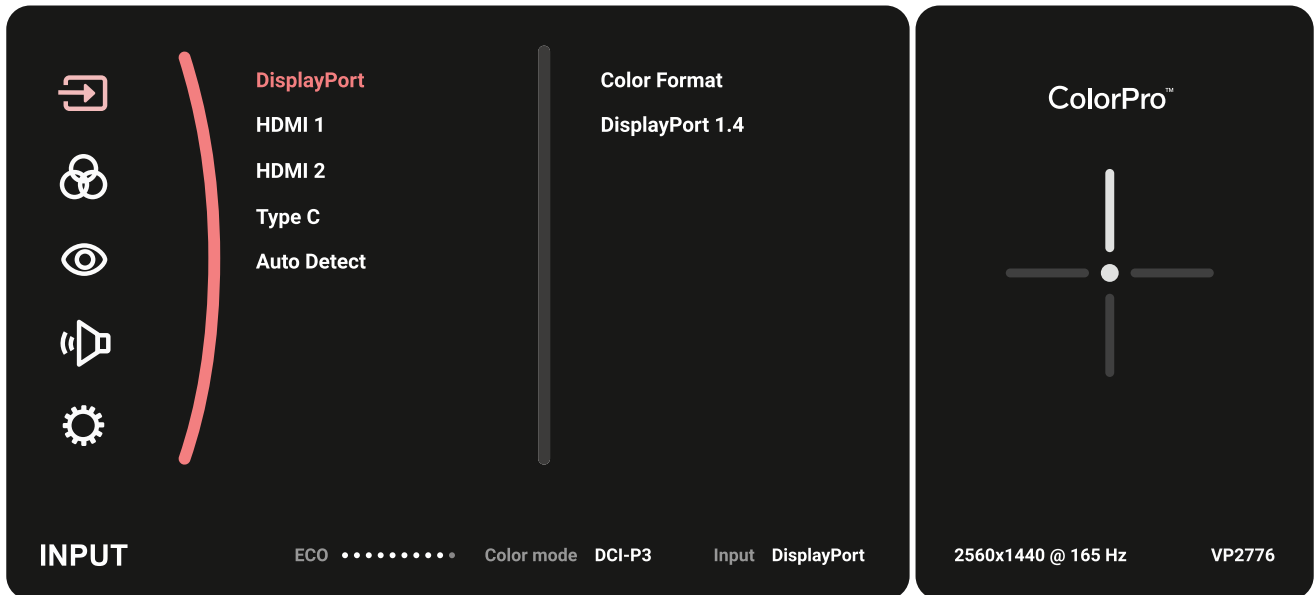 DisplayPort
HDMI 1
HDMI 2
Type C
Auto Detect
Color Format
DisplayPort 1.4
INPUT
ECO
Color mode DCI-P3
Input DisplayPort
ColorPro™
2560x1440 @ 165 Hz
VP2776